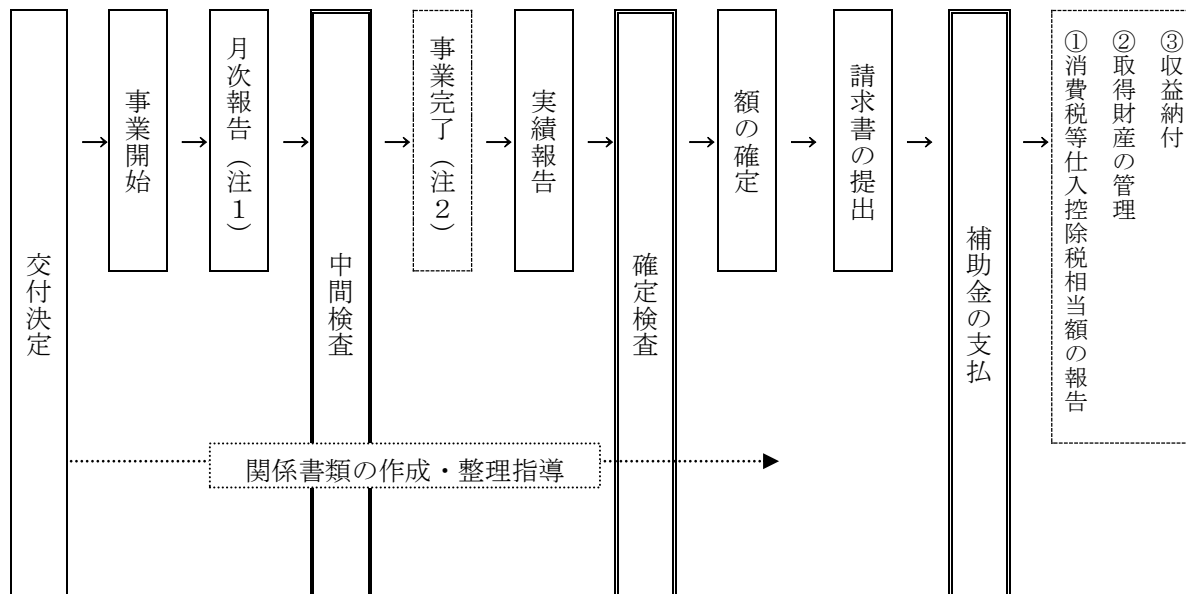 交付決定
→
事業開始
→
月次報告（注１）
→
中間検査
→
事業完了（注２）
→
実績報告
→
確定検査
→
額の確定
→
請求書の提出
→
補助金の支払
→
①消費税等仕入控除税相当額の報告
②取得財産の管理
③収益納付
関係書類の作成・整理指導